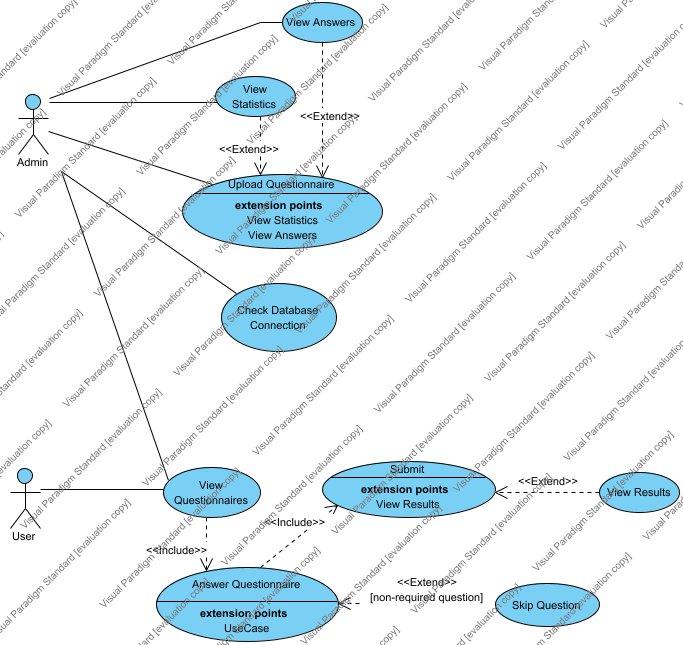 View Answers
View
Statistics
<<Extend>>
<<Extend>>
Admin
Upload Questionnaire
extension points
View Statistics
View Answers
Check Database
Connection
Submit
extension points
View Results
<<Extend>>
View Results
View
Questionnaires
User
<<Include>>
<<Include>>
Answer Questionnaire
extension points
UseCase
<<Extend>>
[non-required question]
Skip Question
Visual Paradigm Standard [evaluation copy]